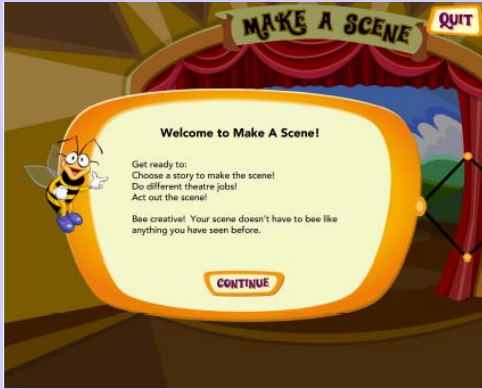 MAKE A SCENE
QUIT
Welcome to Make A Scene!
Get ready to:
Choose a story to make the scene!
Do different theatre jobs!
Act out the scene!
Bee creative! Your scene doesn't have to bee like
anything you have seen before.
CONTINUE